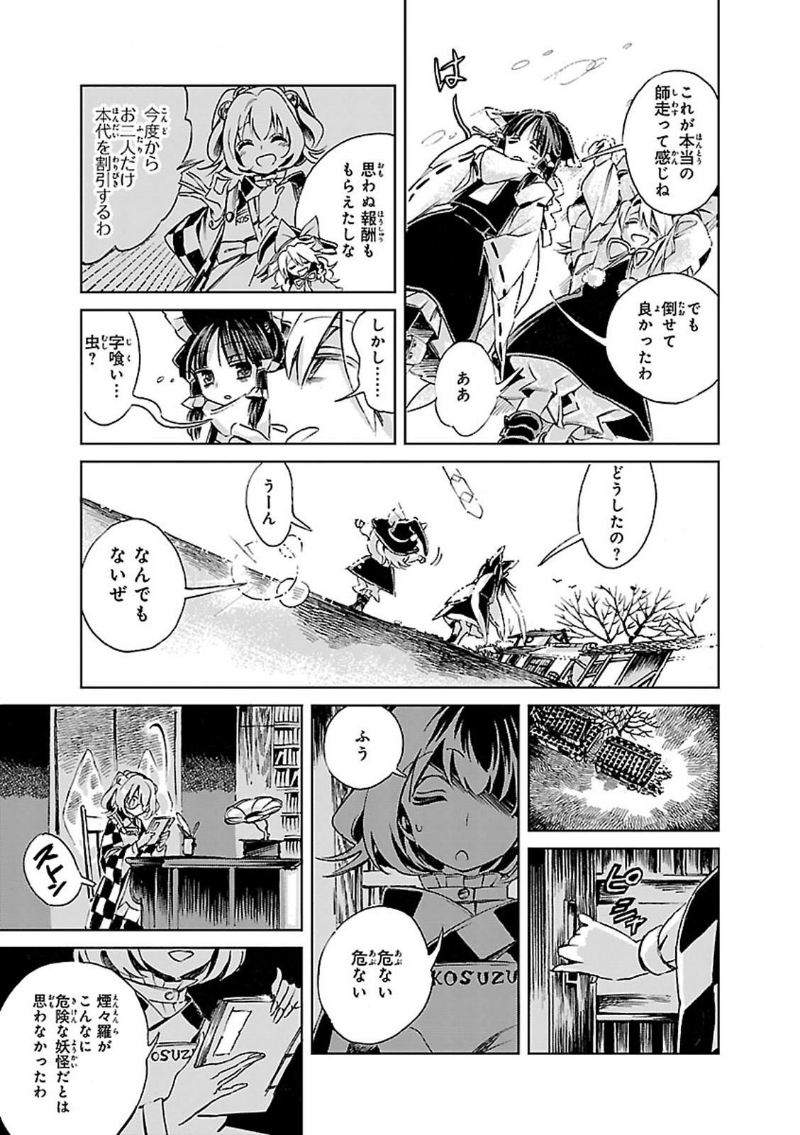 これが本当の
師走って感じね
は
でも
倒せて
良かったわ
ああ
思わぬ報酬も
もらえたしな
今度から
お二人だけ
本代を割引するわ
しかし……
字喰い…
虫？
どうしたの？
うーん
なんでも
ないぜ
ピシャ
ふう
危ない
危ない
KOSUZU
ストン
煙々羅が
こんなに
危険な妖怪だとは
思わなかったわ
KOSUZU